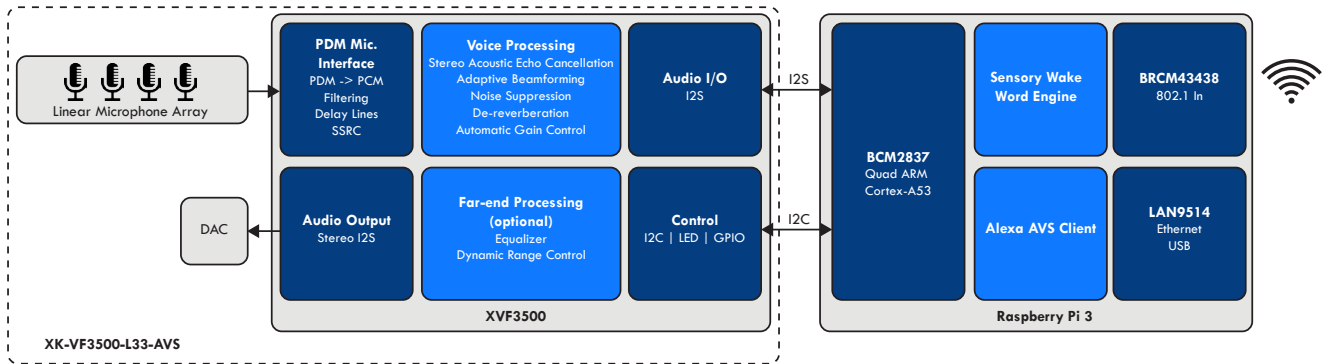 Linear Microphone Array
DAC
PDM Mic.
Interface
PDM -> PCM
Filtering
Delay Lines
SSRC
Voice Processing
Stereo Acoustic Echo Cancellation
Adaptive Beamforming
Noise Suppression
De-reverberation
Automatic Gain Control
Audio I/O
I2S
Audio Output
Stereo I2S
Far-end Processing
(optional)
Equalizer
Dynamic Range Control
Control
I2C | LED | GPIO
XVF3500
XK-VF3500-L33-AVS
I2S
I2C
BCM2837
Quad ARM
Cortex-A53
Sensory Wake
Word Engine
BRCM43438
802.1 In
Alexa AVS Client
LAN9514
Ethernet
USB
Raspberry Pi 3